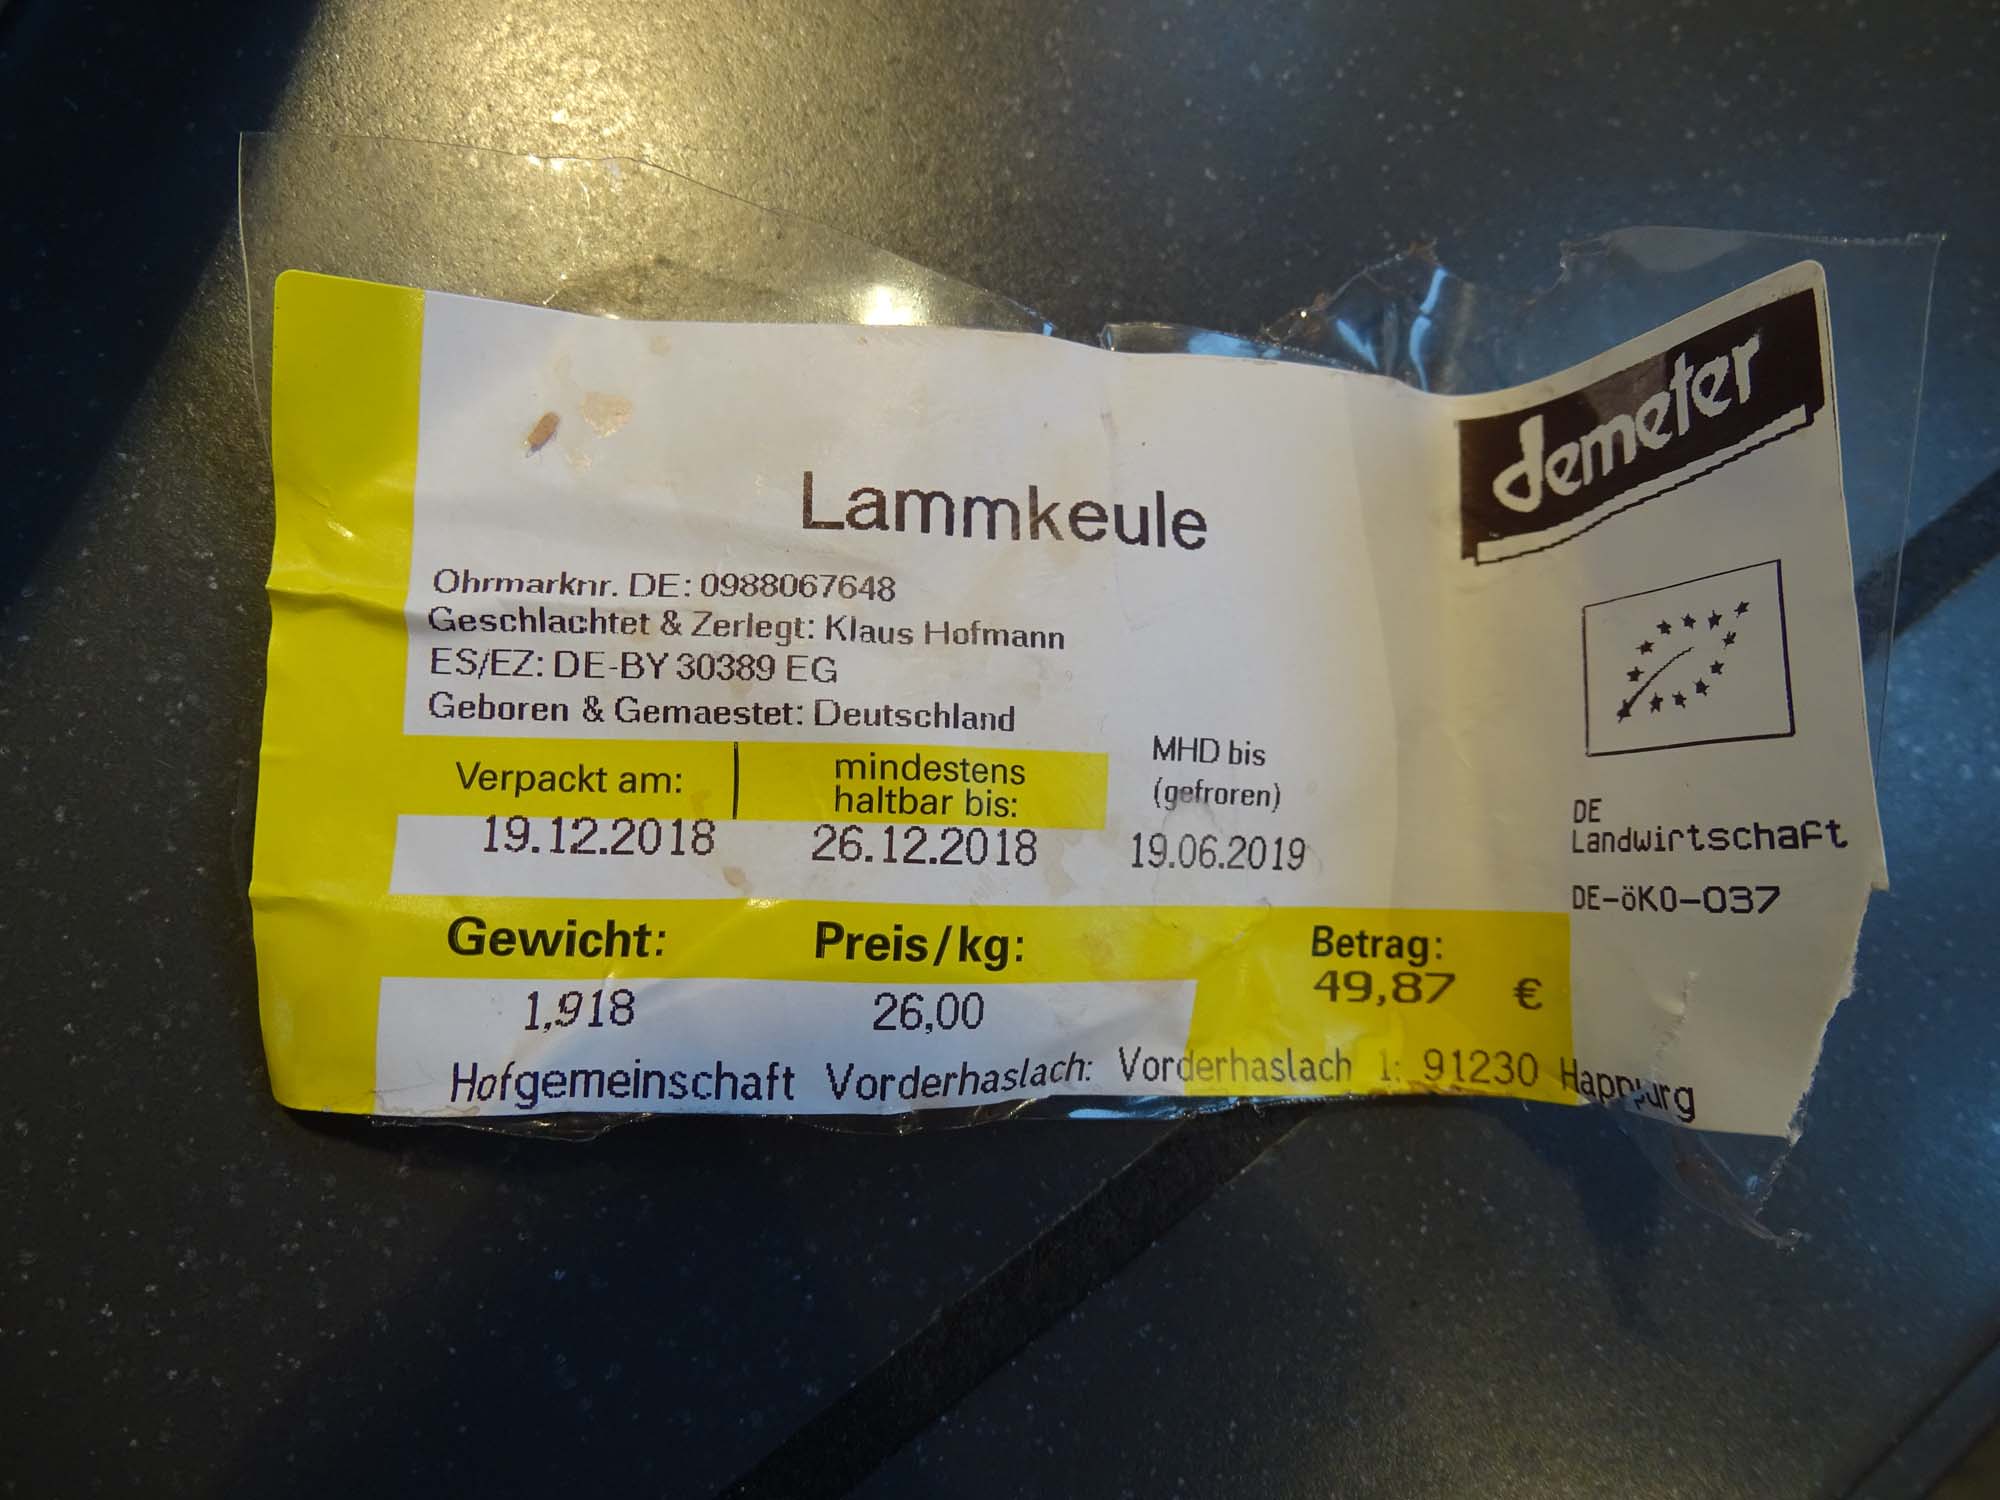 demeter
Lammkeule
Ohrmarknr. DE: 0988067648
Geschlachtet & Zerlegt: Klaus Hofmann
ES/EZ: DE-BY 30389 EG
Geboren & Gemaestet: Deutschland
Verpackt am:
mindestens
haltbar bis:
MHD bis
(gefroren)
19.12.2018 26.12.2018 19.06.2019
DE
Landwirtschaft
DE-öKO-037
Gewicht: Preis/kg: Betrag:
1,918 26,00 49,87 €
Hofgemeinschaft Vorderhaslach: Vorderhaslach 1: 91230 Happurg